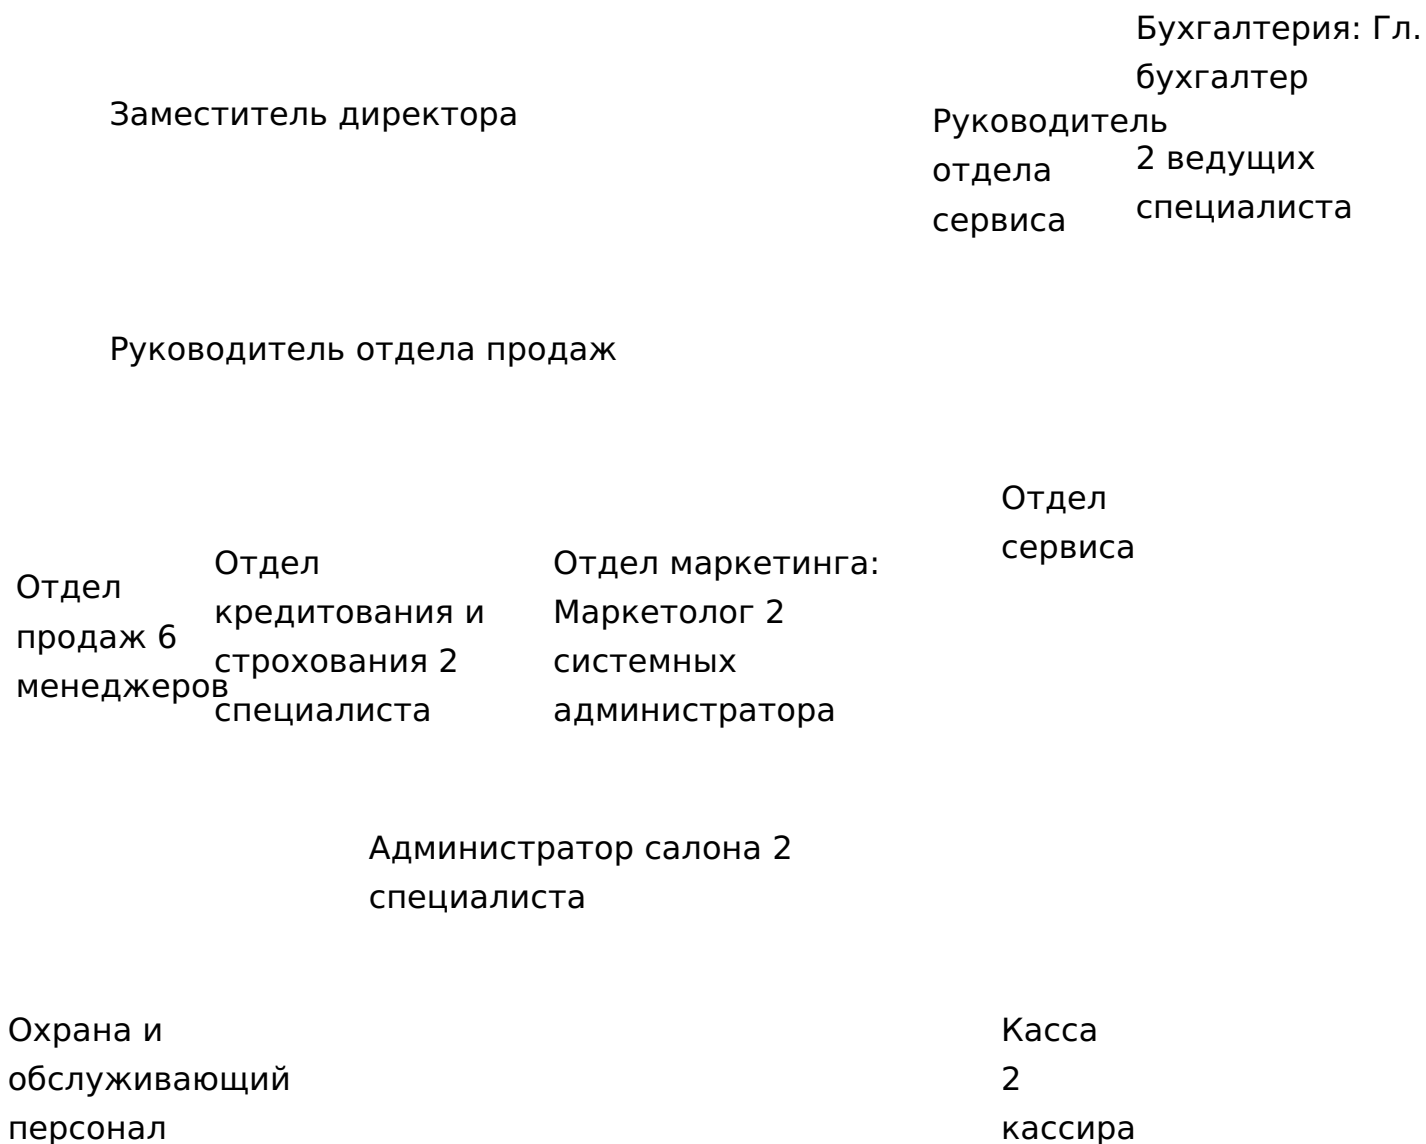 Бухгалтерия: Гл.
бухгалтер
2 ведущих
специалиста
Заместитель директора
Руководитель
отдела
сервиса
Руководитель отдела продаж
Отдел
сервиса
Отдел
продаж 6
менеджеров
Отдел
кредитования и
строхования 2
специалиста
Отдел маркетинга:
Маркетолог 2
системных
администратора
Администратор салона 2
специалиста
Охрана и
обслуживающий
персонал
Касса
2
кассира